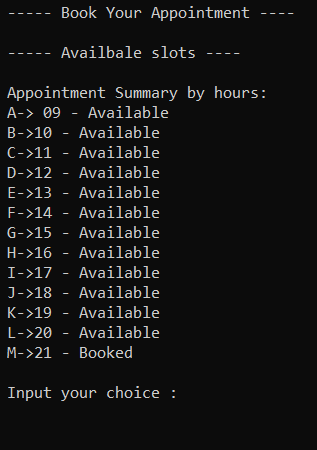 ----- Book Your Appointment ----
----- Availbale slots ----
Appointment Summary by hours:
A-> 09 - Available
B->10 - Available
C->11 - Available
D->12 - Available
E->13 - Available
F->14 - Available
G->15 - Available
H->16 - Available
I->17 - Available
J->18 - Available
K->19 - Available
L->20 - Available
M->21 - Booked
Input your choice :